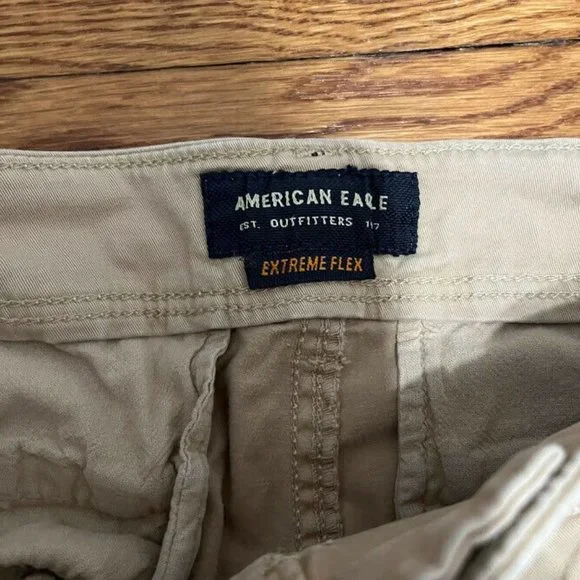 AMERICAN EAGLE
EST. OUTFITTERS
EXTREME FLEX